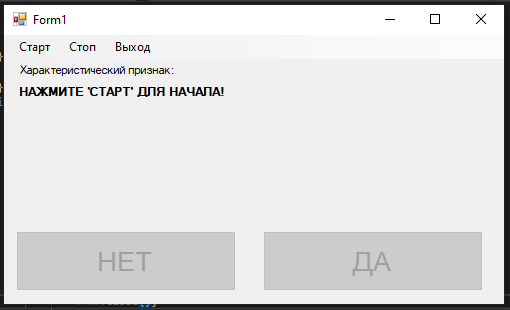 Form1
Старт Стоп Выход
Характеристический признак:
НАЖМИТЕ 'СТАРТ' ДЛЯ НАЧАЛА!
НЕТ ДА